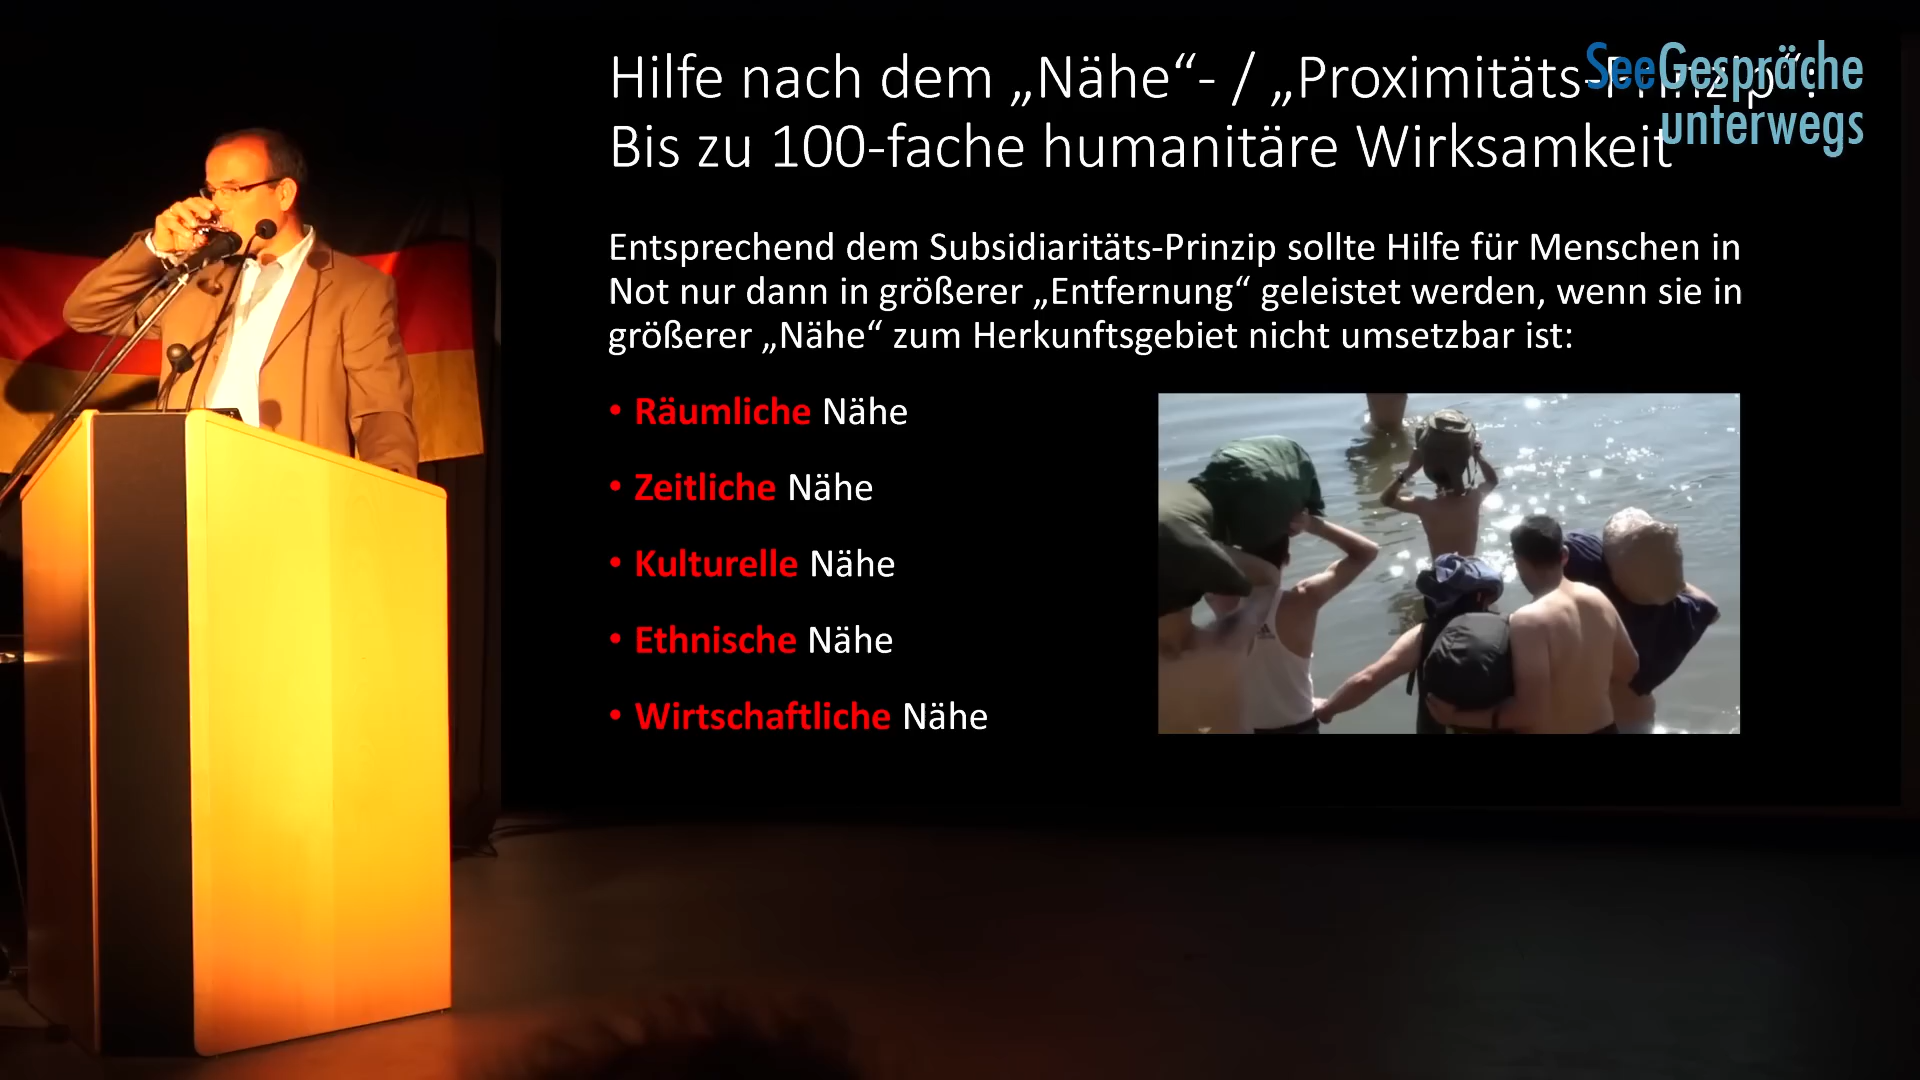 Hilfe nach dem „Nähe“- / „Proximitäts-Prinzip“:
Bis zu 100-fache humanitäre Wirksamkeit
SeeGespräche
unterwegs
Entsprechend dem Subsidiaritäts-Prinzip sollte Hilfe für Menschen in
Not nur dann in größerer „Entfernung“ geleistet werden, wenn sie in
größerer „Nähe“ zum Herkunftsgebiet nicht umsetzbar ist:
• Räumliche Nähe
• Zeitliche Nähe
• Kulturelle Nähe
• Ethnische Nähe
• Wirtschaftliche Nähe